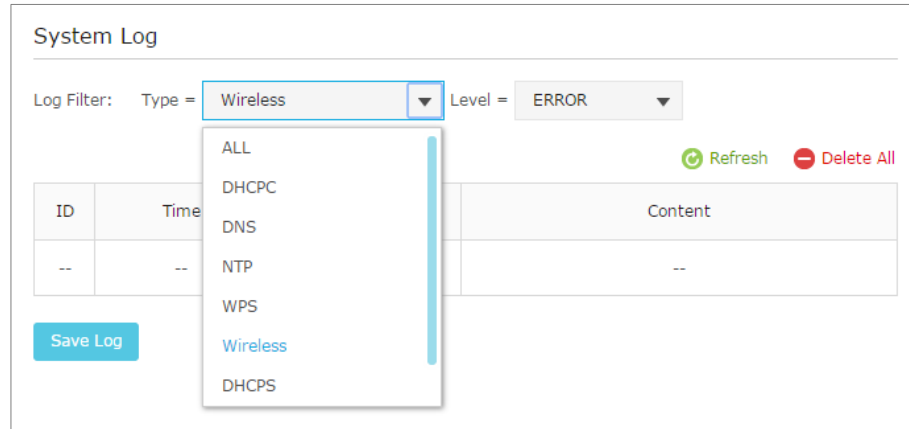 System Log
Log Filter: Type = Wireless Level = ERROR
ALL
Refresh Delete All
DHCPC
ID Time Content
DNS
-- -- --
NTP
WPS
Save Log
Wireless
DHCPS